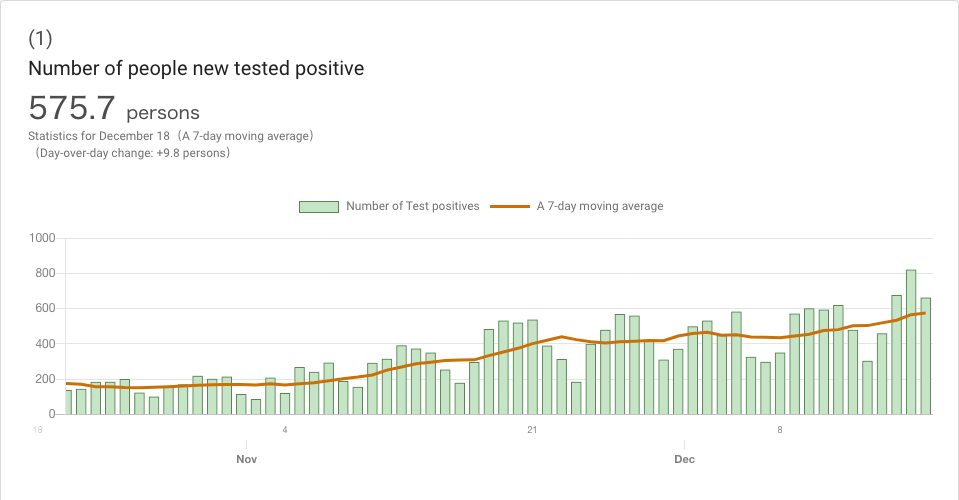 (1)
Number of people new tested positive
575.7 persons
Statistics for December 18（A 7-day moving average）
（Day-over-day change: +9.8 persons）
Number of Test positives A 7-day moving average
1000
800
600
400
200
0
18 4 21 8
Nov Dec